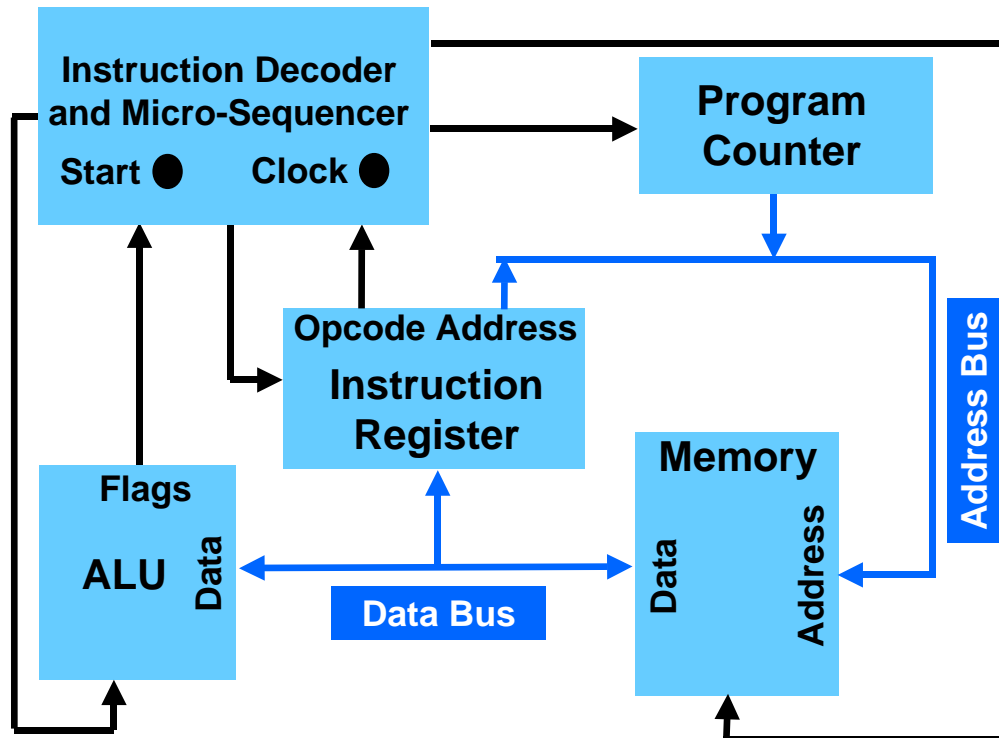 Instruction Decoder
and Micro-Sequencer
Start
Clock
Program
Counter
Opcode Address
Instruction
Register
Address Bus
Memory
Data
Address
Flags
ALU
Data
Data Bus